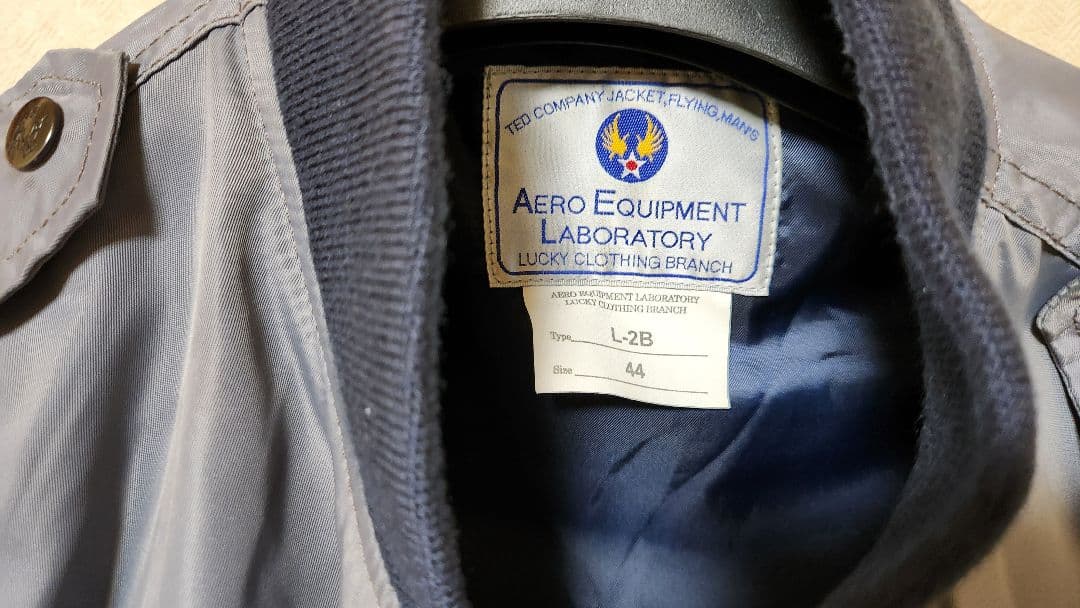 TED COMPANY JACKET, FLYING, MAN'S
AERO EQUIPMENT
LABORATORY
LUCKY CLOTHING BRANCH
AERO EQUIPMENT LABORATORY
LUCKY CLOTHING BRANCH
Type L-2B
Size 44